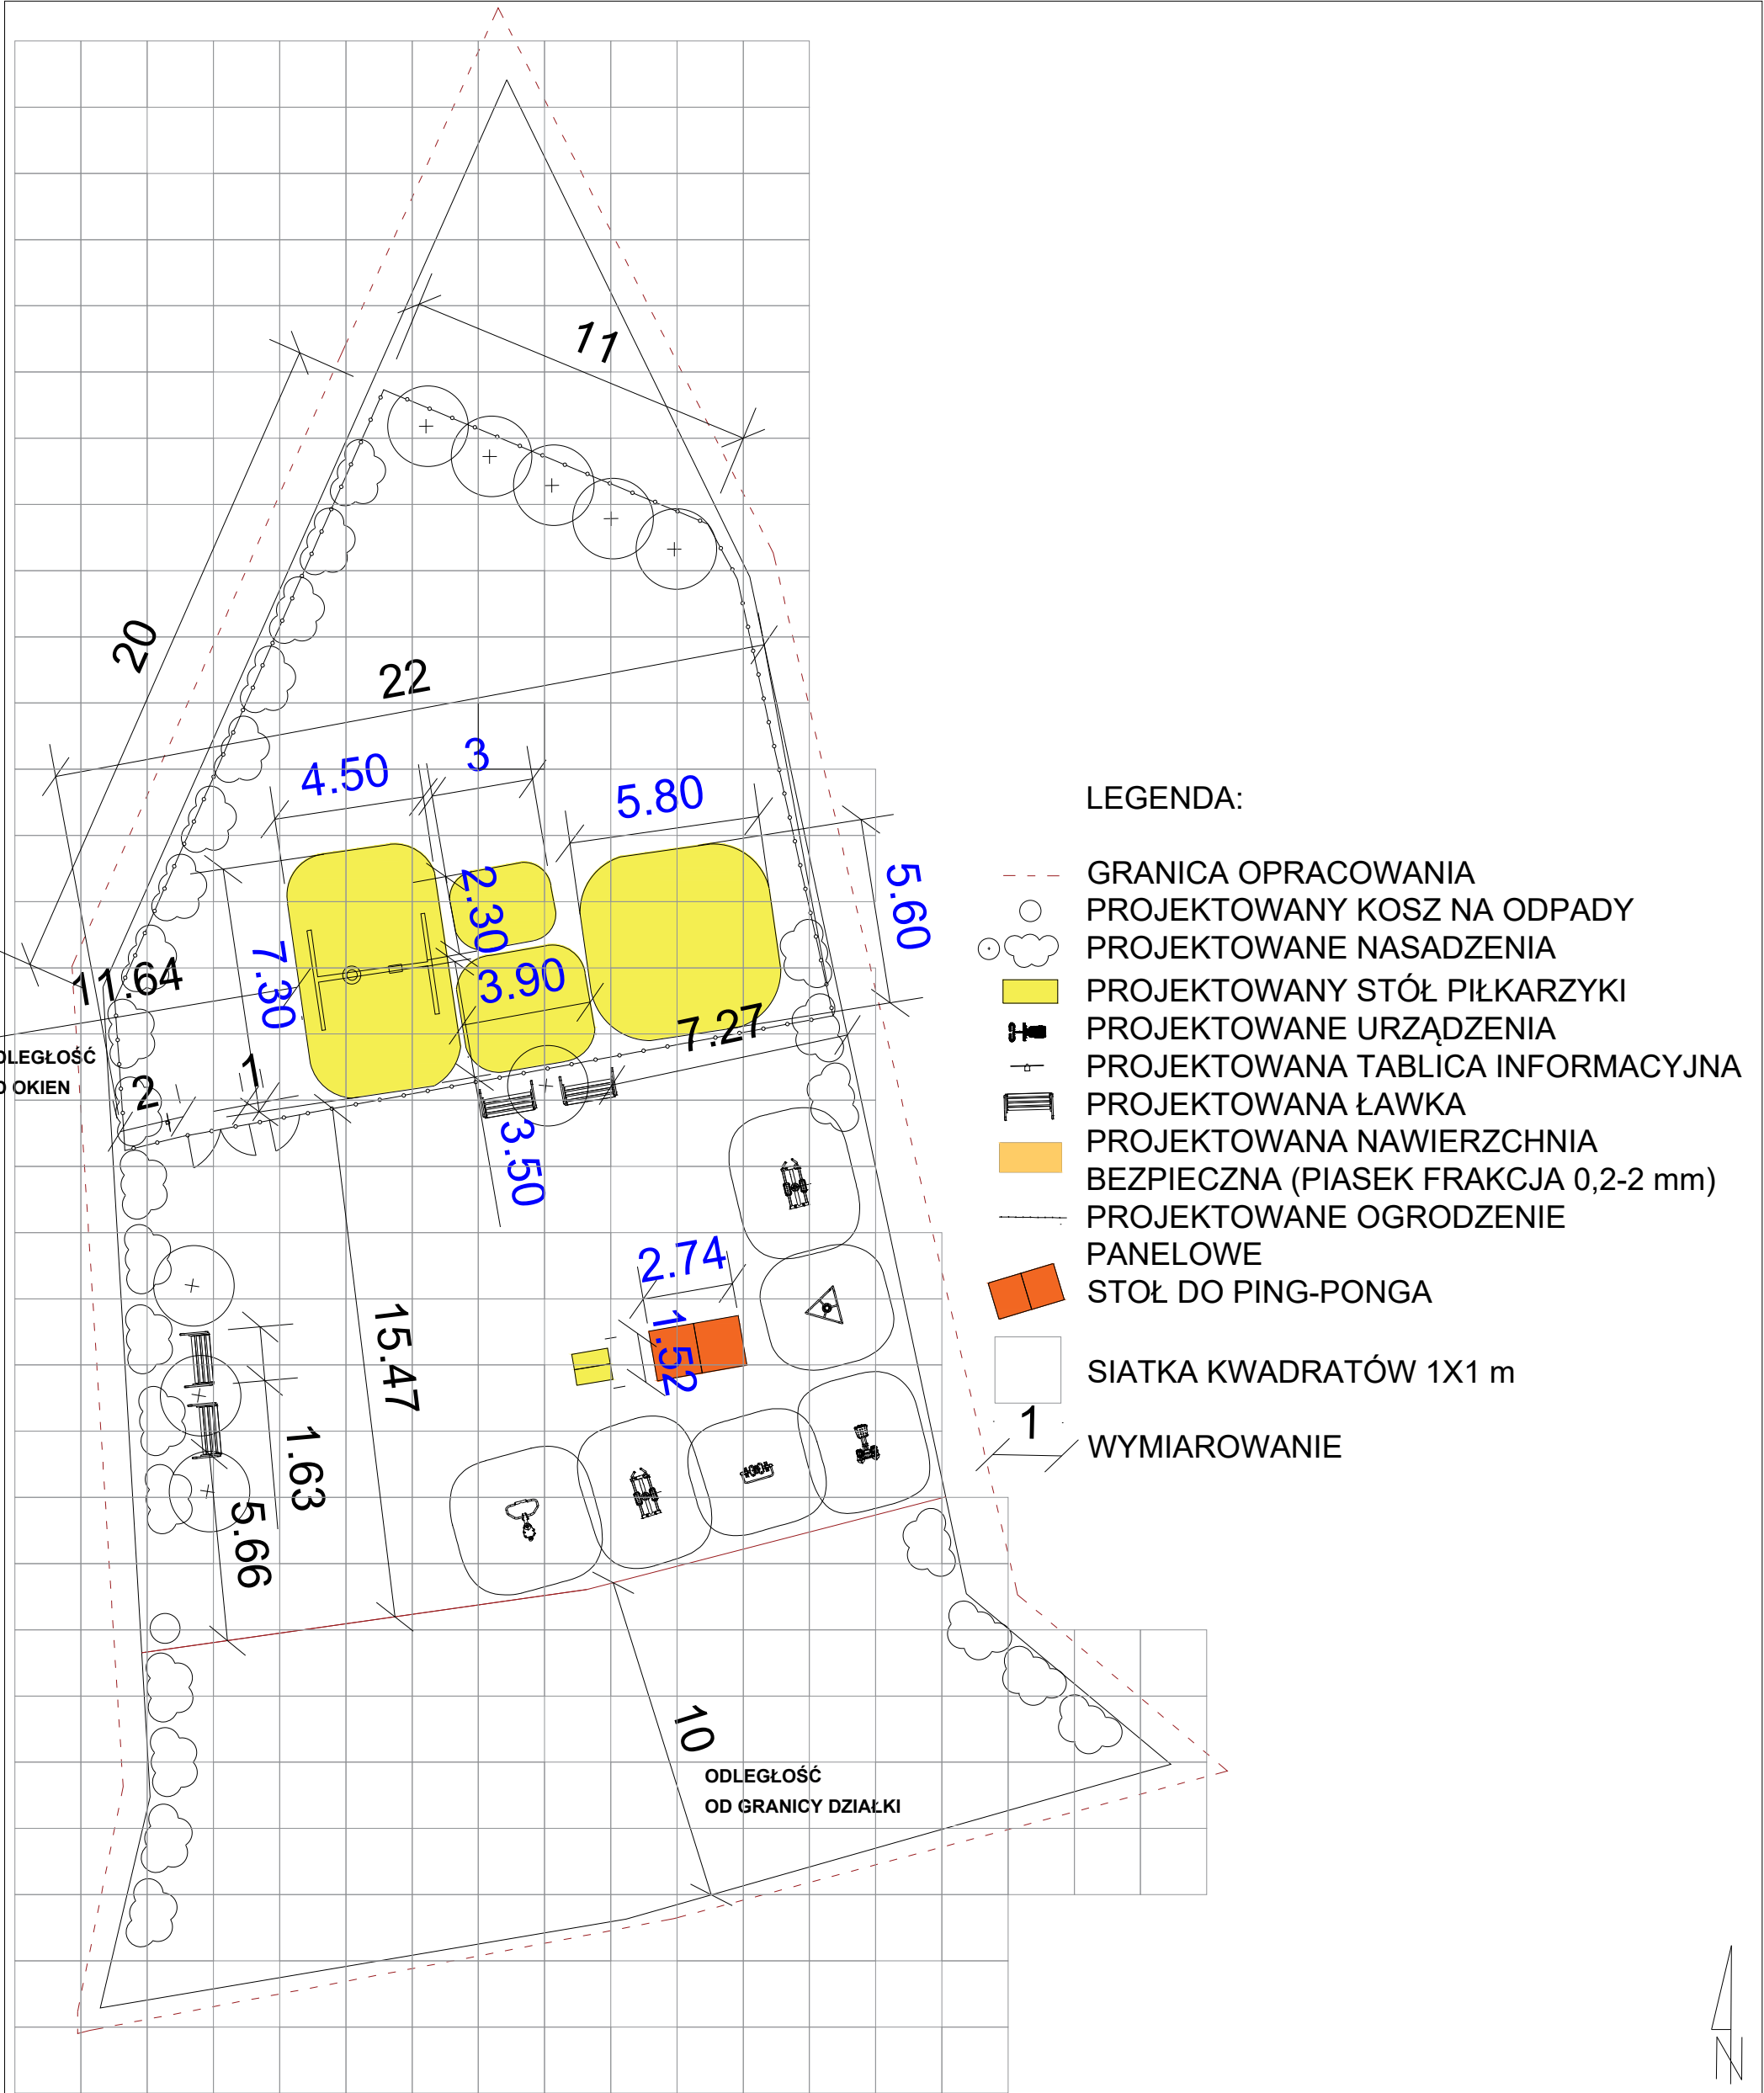 11
20
22
4.50
3
5.80
2.30
5.60
7.30
11.64
3.90
7.27
DLEGŁOŚĆ
D OKIEN
2
1
3.50
2.74
1.52
15.47
1.63
5.66
10
ODLEGŁOŚĆ
OD GRANICY DZIAŁKI
LEGENDA:
GRANICA OPRACOWANIA
PROJEKTOWANY KOSZ NA ODPADY
PROJEKTOWANE NASADZENIA
PROJEKTOWANY STÓŁ PIŁKARZYKI
PROJEKTOWANE URZĄDZENIA
PROJEKTOWANA TABLICA INFORMACYJNA
PROJEKTOWANA ŁAWKA
PROJEKTOWANA NAWIERZCHNIA
BEZPIECZNA (PIASEK FRAKCJA 0,2-2 mm)
PROJEKTOWANE OGRODZENIE
PANELOWE
STOŁ DO PING-PONGA
SIATKA KWADRATÓW 1X1 m
1
WYMIAROWANIE
N